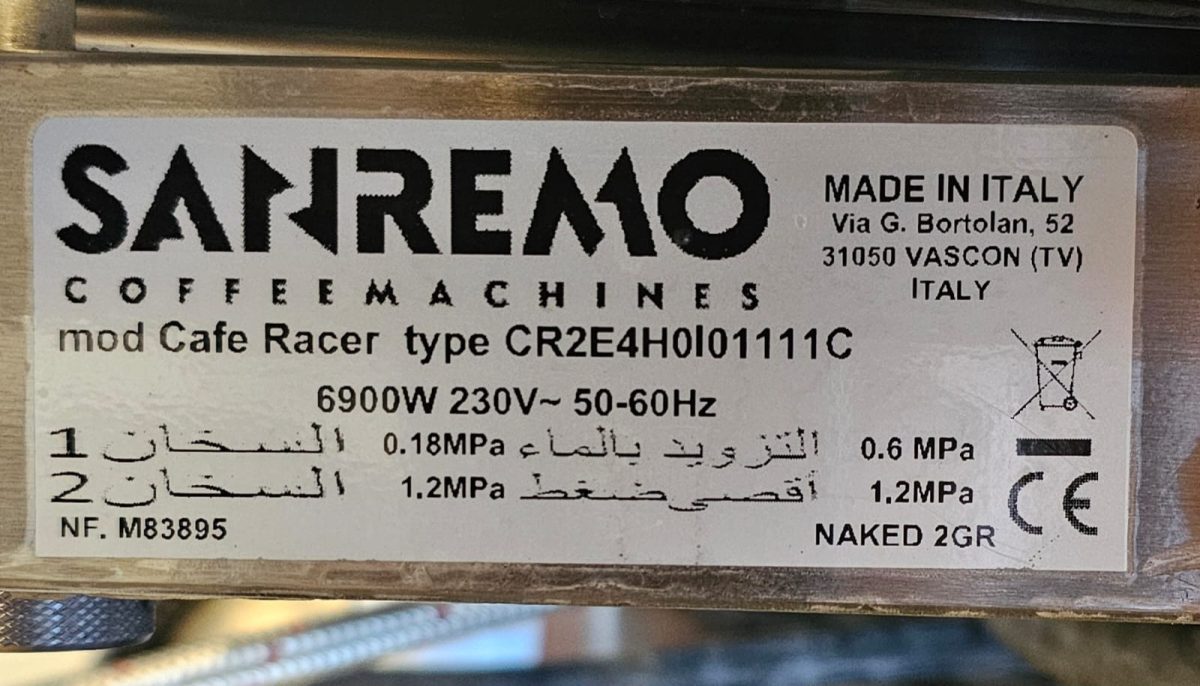 SANREMO
COFFEE MACHINES
MADE IN ITALY
Via G. Bortolan, 52
31050 VASCON (TV)
ITALY
mod Cafe Racer type CR2E4H0I01111C
6900W 230V~ 50-60Hz
السخان 1 0.18MPa التزويد بالماء 0.6 MPa
السخان 2 1.2MPa أقصى ضغط 1.2MPa
NF. M83895
NAKED 2GR
CE